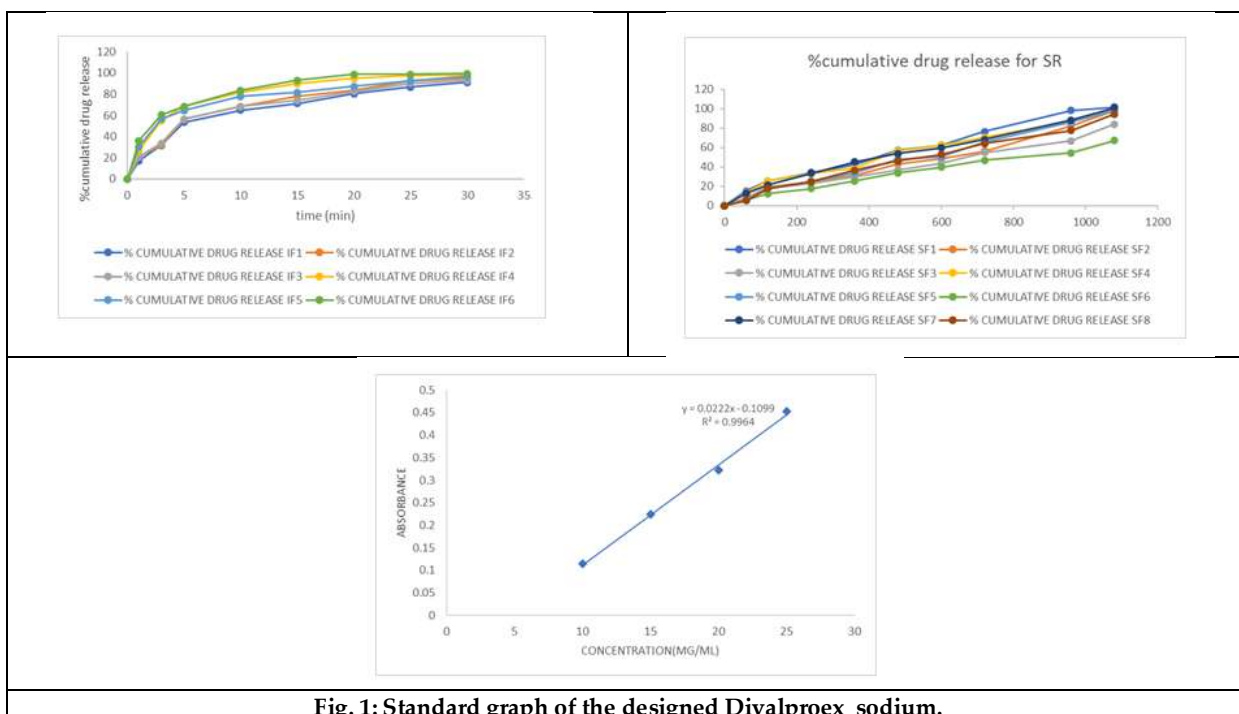 120
100
80
60
40
20
0
%cumulative drug release
0 5 10 15 20 25 30 35
time (min)
% CUMULATIVE DRUG RELEASE IF1 % CUMULATIVE DRUG RELEASE IF2
% CUMULATIVE DRUG RELEASE IF3 % CUMULATIVE DRUG RELEASE IF4
% CUMULATIVE DRUG RELEASE IF5 % CUMULATIVE DRUG RELEASE IF6
%cumulative drug release for SR
120
100
80
60
40
20
0
0 200 400 600 800 1000 1200
% CUMULATIVE DRUG RELEASE SF1 % CUMULATIVE DRUG RELEASE SF2
% CUMULATIVE DRUG RELEASE SF3 % CUMULATIVE DRUG RELEASE SF4
% CUMULATIVE DRUG RELEASE SF5 % CUMULATIVE DRUG RELEASE SF6
% CUMULATIVE DRUG RELEASE SF7 % CUMULATIVE DRUG RELEASE SF8
0.5
0.45
0.4
0.35
0.3
0.25
0.2
0.15
0.1
0.05
0
ABSORBANCE
y = 0.0222x - 0.1099
R² = 0.9964
0 5 10 15 20 25 30
CONCENTRATION(MG/ML)
Fig. 1: Standard graph of the designed Divalproex sodium.